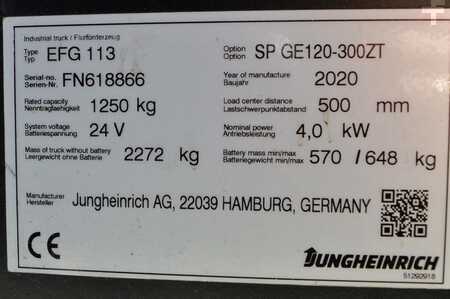 Industrial truck / Flurförderzeug
Type
Typ EFG 113 Option
Option SP GE120-300ZT
Serial-no.
Serien-Nr. FN618866 Year of manufacture
Baujahr 2020
Rated capacity
Nenntragfähigkeit 1250 kg Load center distance
Lastschwerpunktabstand 500 mm
System voltage
Batteriespannung 24 V Nominal power
Antriebsleistung 4,0 kW
Mass of truck without battery
Leergewicht ohne Batterie 2272 kg Battery mass min/max
Batteriegewicht min/max 570 / 648 kg
Manufacturer
Hersteller Jungheinrich AG, 22039 HAMBURG, GERMANY
CE JUNGHEINRICH
51292918